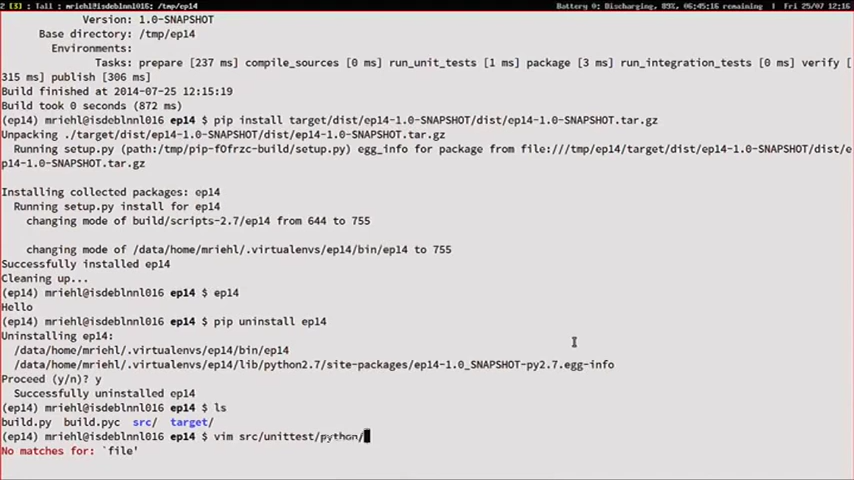 2 [3] : Tall : mriehl@isdeblnnl016: /tmp/ep14 Battery 0: Discharging, 89%, 06:45:16 remaining | Fri 25/07 12:16
Version: 1.0-SNAPSHOT
Base directory: /tmp/ep14
Environments:
Tasks: prepare [237 ms] compile_sources [0 ms] run_unit_tests [1 ms] package [3 ms] run_integration_tests [0 ms] verify [
315 ms] publish [306 ms]
Build finished at 2014-07-25 12:15:19
Build took 0 seconds (872 ms)
(ep14) mriehl@isdeblnnl016 ep14 $ pip install target/dist/ep14-1.0-SNAPSHOT/dist/ep14-1.0-SNAPSHOT.tar.gz
Unpacking ./target/dist/ep14-1.0-SNAPSHOT/dist/ep14-1.0-SNAPSHOT.tar.gz
Running setup.py (path:/tmp/pip-fOfrzc-build/setup.py) egg_info for package from file:///tmp/ep14/target/dist/ep14-1.0-SNAPSHOT/dist/e
p14-1.0-SNAPSHOT.tar.gz
Installing collected packages: ep14
Running setup.py install for ep14
changing mode of build/scripts-2.7/ep14 from 644 to 755
changing mode of /data/home/mriehl/.virtualenvs/ep14/bin/ep14 to 755
Successfully installed ep14
Cleaning up...
(ep14) mriehl@isdeblnnl016 ep14 $ ep14
Hello
(ep14) mriehl@isdeblnnl016 ep14 $ pip uninstall ep14
Uninstalling ep14:
/data/home/mriehl/.virtualenvs/ep14/bin/ep14
/data/home/mriehl/.virtualenvs/ep14/lib/python2.7/site-packages/ep14-1.0_SNAPSHOT-py2.7.egg-info
Proceed (y/n)? y
Successfully uninstalled ep14
(ep14) mriehl@isdeblnnl016 ep14 $ ls
build.py build.pyc src/ target/
(ep14) mriehl@isdeblnnl016 ep14 $ vim src/unittest/python/
No matches for: `file'